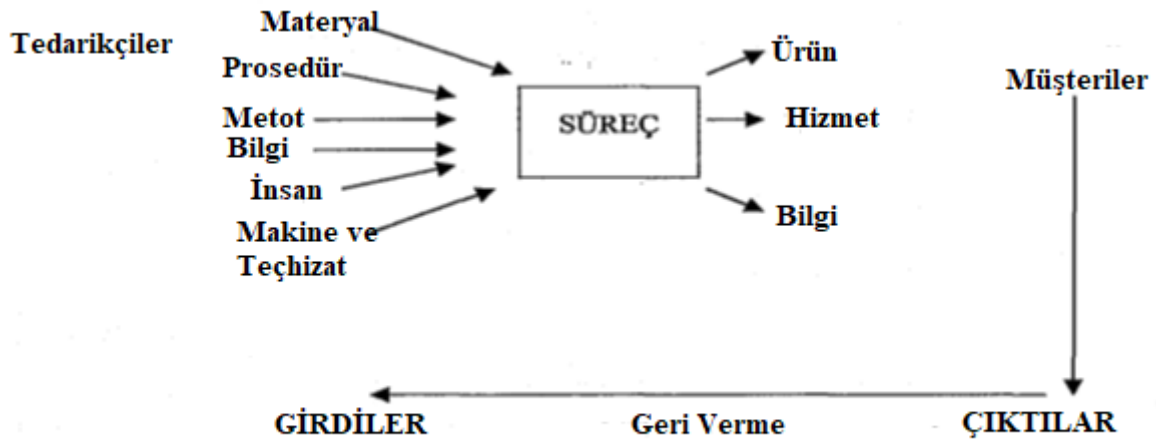 Tedarikçiler
Materyal
Prosedür
Metot
Bilgi
İnsan
Makine ve
Teçhizat
SÜREÇ
Ürün
Hizmet
Bilgi
Müşteriler
GİRDİLER
Geri Verme
ÇIKTILAR